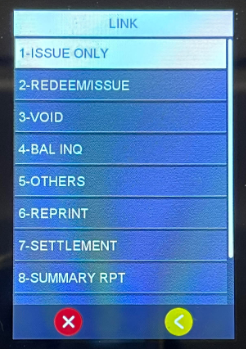 LINK
1-ISSUE ONLY
2-REDEEM/ISSUE
3-VOID
4-BAL INQ
5-OTHERS
6-REPRINT
7-SETTLEMENT
8-SUMMARY RPT